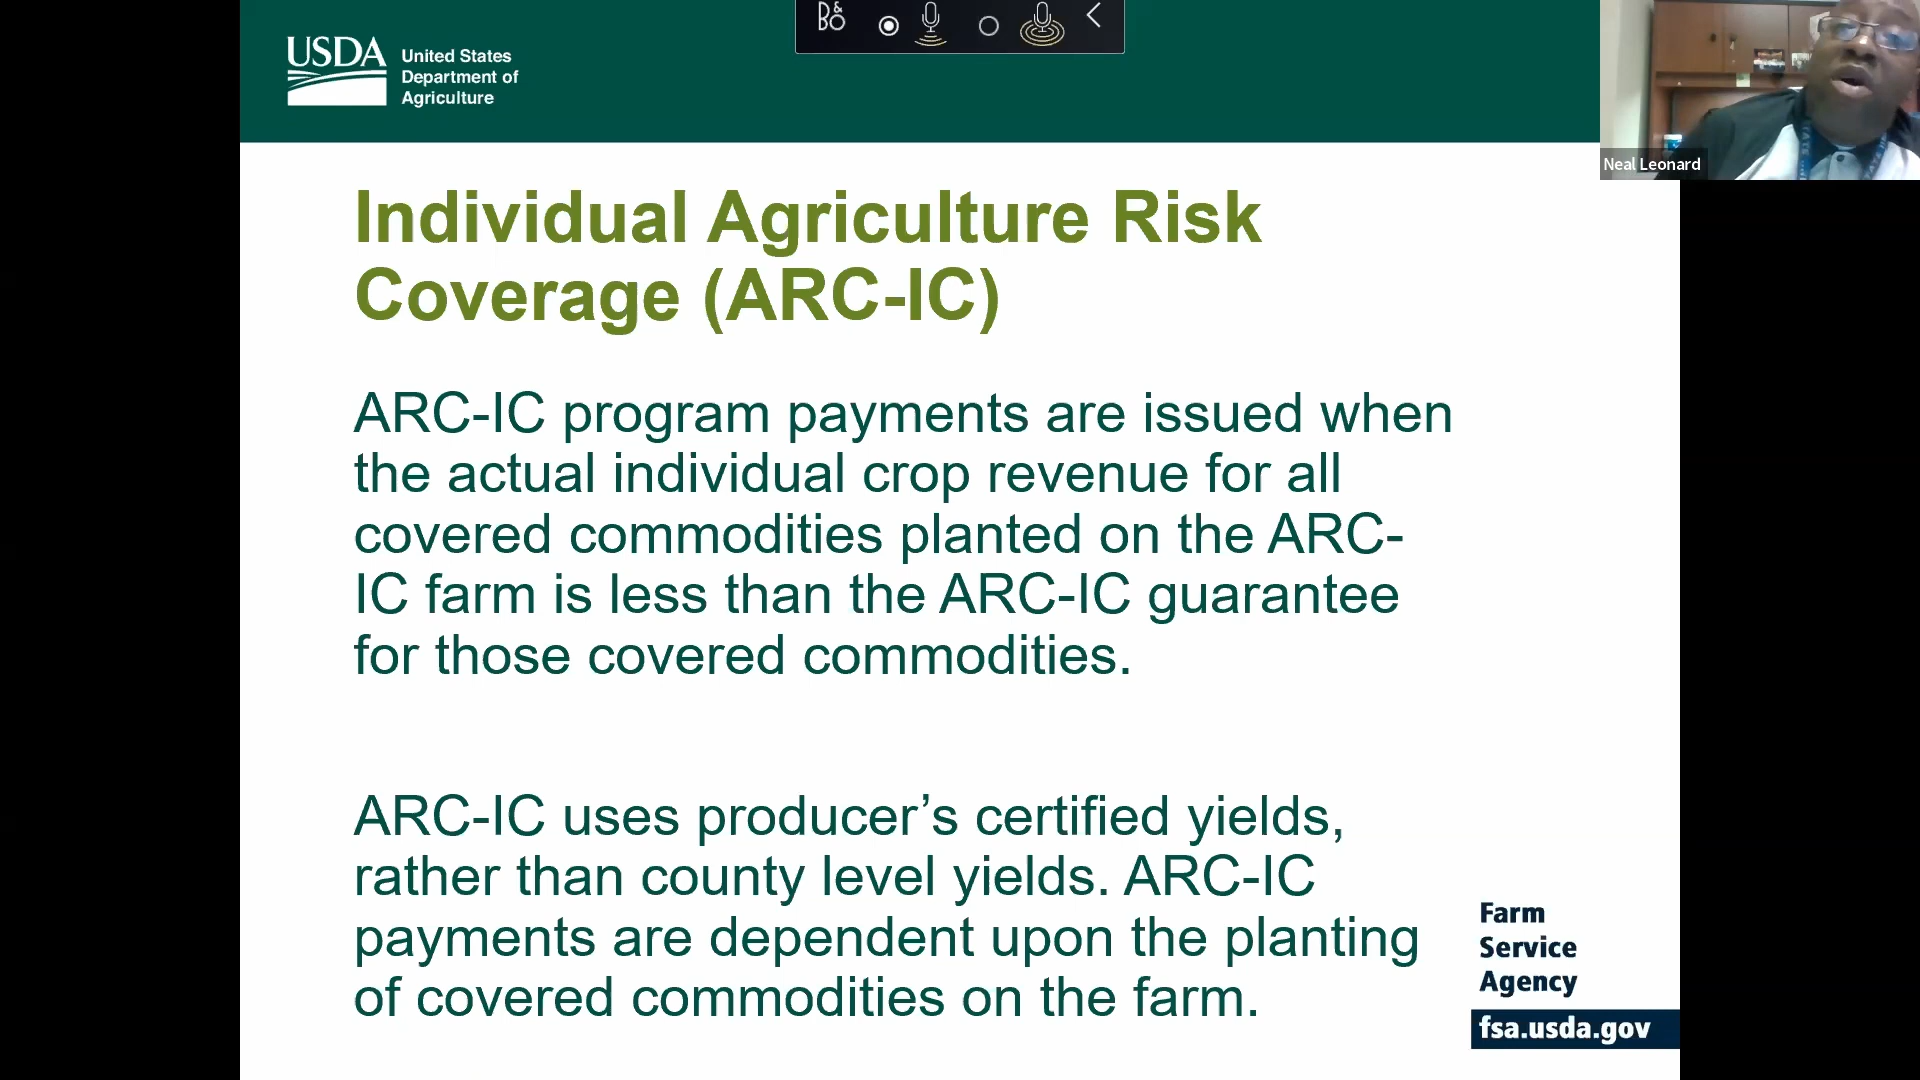 B&O
USDA
United States
Department of
Agriculture
Neal Leonard
Individual Agriculture Risk
Coverage (ARC-IC)
ARC-IC program payments are issued when
the actual individual crop revenue for all
covered commodities planted on the ARC-
IC farm is less than the ARC-IC guarantee
for those covered commodities.
ARC-IC uses producer’s certified yields,
rather than county level yields. ARC-IC
payments are dependent upon the planting
of covered commodities on the farm.
Farm
Service
Agency
fsa.usda.gov